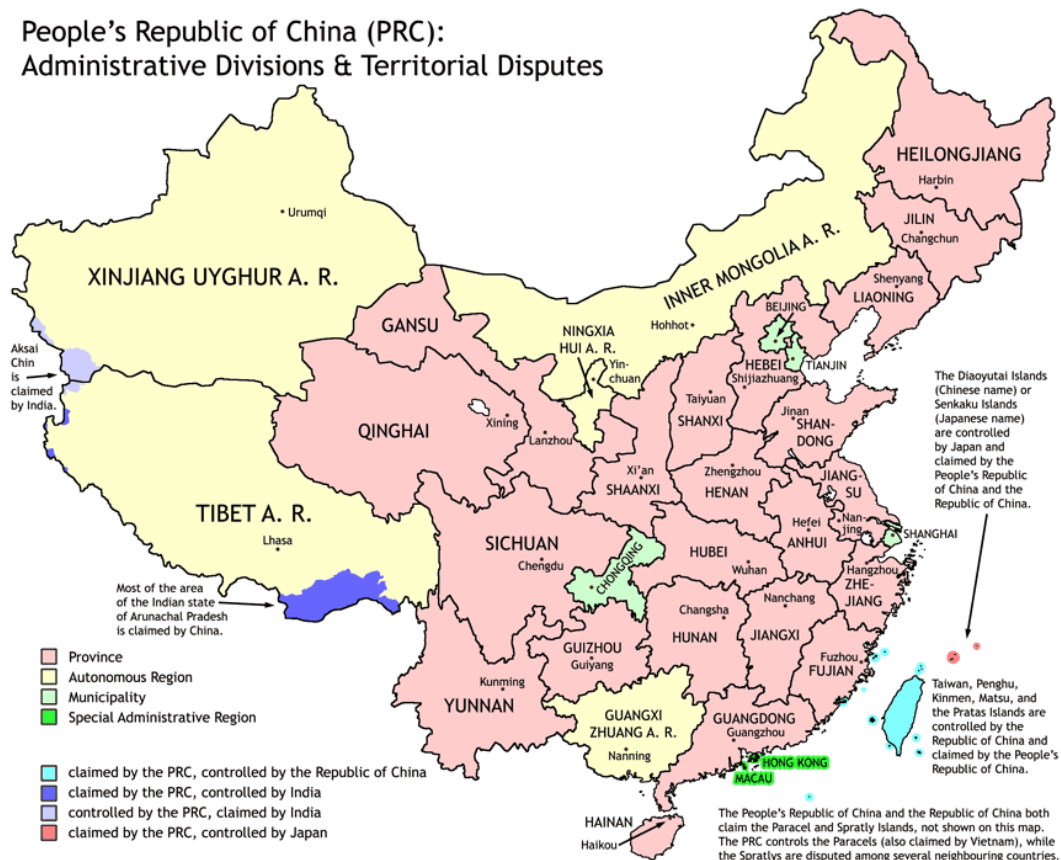 People's Republic of China (PRC):
Administrative Divisions & Territorial Disputes
HEILONGJIANG
Harbin
JILIN
Changchun
Urumqi
XINJIANG UYGHUR A. R.
INNER MONGOLIA A. R.
Shenyang
LIAONING
BEIJING
GANSU
Hohhot
NINGXIA
HUI A. R.
Yin-
chuan
HEBEI
Shijiazhuang
TIANJIN
Aksai
Chin
is
claimed
by India.
The Diaoyutai Islands
(Chinese name) or
Senkaku Islands
(Japanese name)
are controlled
by Japan and
claimed by the
People's Republic
of China and the
Republic of China.
Taiyuan
SHANXI
Jinan
SHAN-
DONG
QINGHAI
Xining
Lanzhou
Xi'an
SHAANXI
Zhengzhou
HENAN
JIANG-
SU
TIBET A. R.
Lhasa
Hefei
ANHUI
Nan-
jing
SHANGHAI
SICHUAN
Chengdu
CHONGQING
HUBEI
Wuhan
Hangzhou
ZHE-
JIANG
Most of the area
of the Indian state
of Arunachal Pradesh
is claimed by China.
Changsha
HUNAN
Nanchang
JIANGXI
GUIZHOU
Guiyang
Fuzhou
FUJIAN
Kunming
YUNNAN
GUANGXI
ZHUANG A. R.
Nanning
GUANGDONG
Guangzhou
HONG KONG
MACAU
HAINAN
Haikou
Taiwan, Penghu,
Kinmen, Matsu, and
the Pratas Islands are
controlled by the
Republic of China and
claimed by the People's
Republic of China.
Province
Autonomous Region
Municipality
Special Administrative Region
claimed by the PRC, controlled by the Republic of China
claimed by the PRC, controlled by India
controlled by the PRC, claimed by India
claimed by the PRC, controlled by Japan
The People's Republic of China and the Republic of China both
claim the Paracel and Spratly Islands, not shown on this map.
The PRC controls the Paracels (also claimed by Vietnam), while
the Spratlys are disputed among several neighbouring countries.